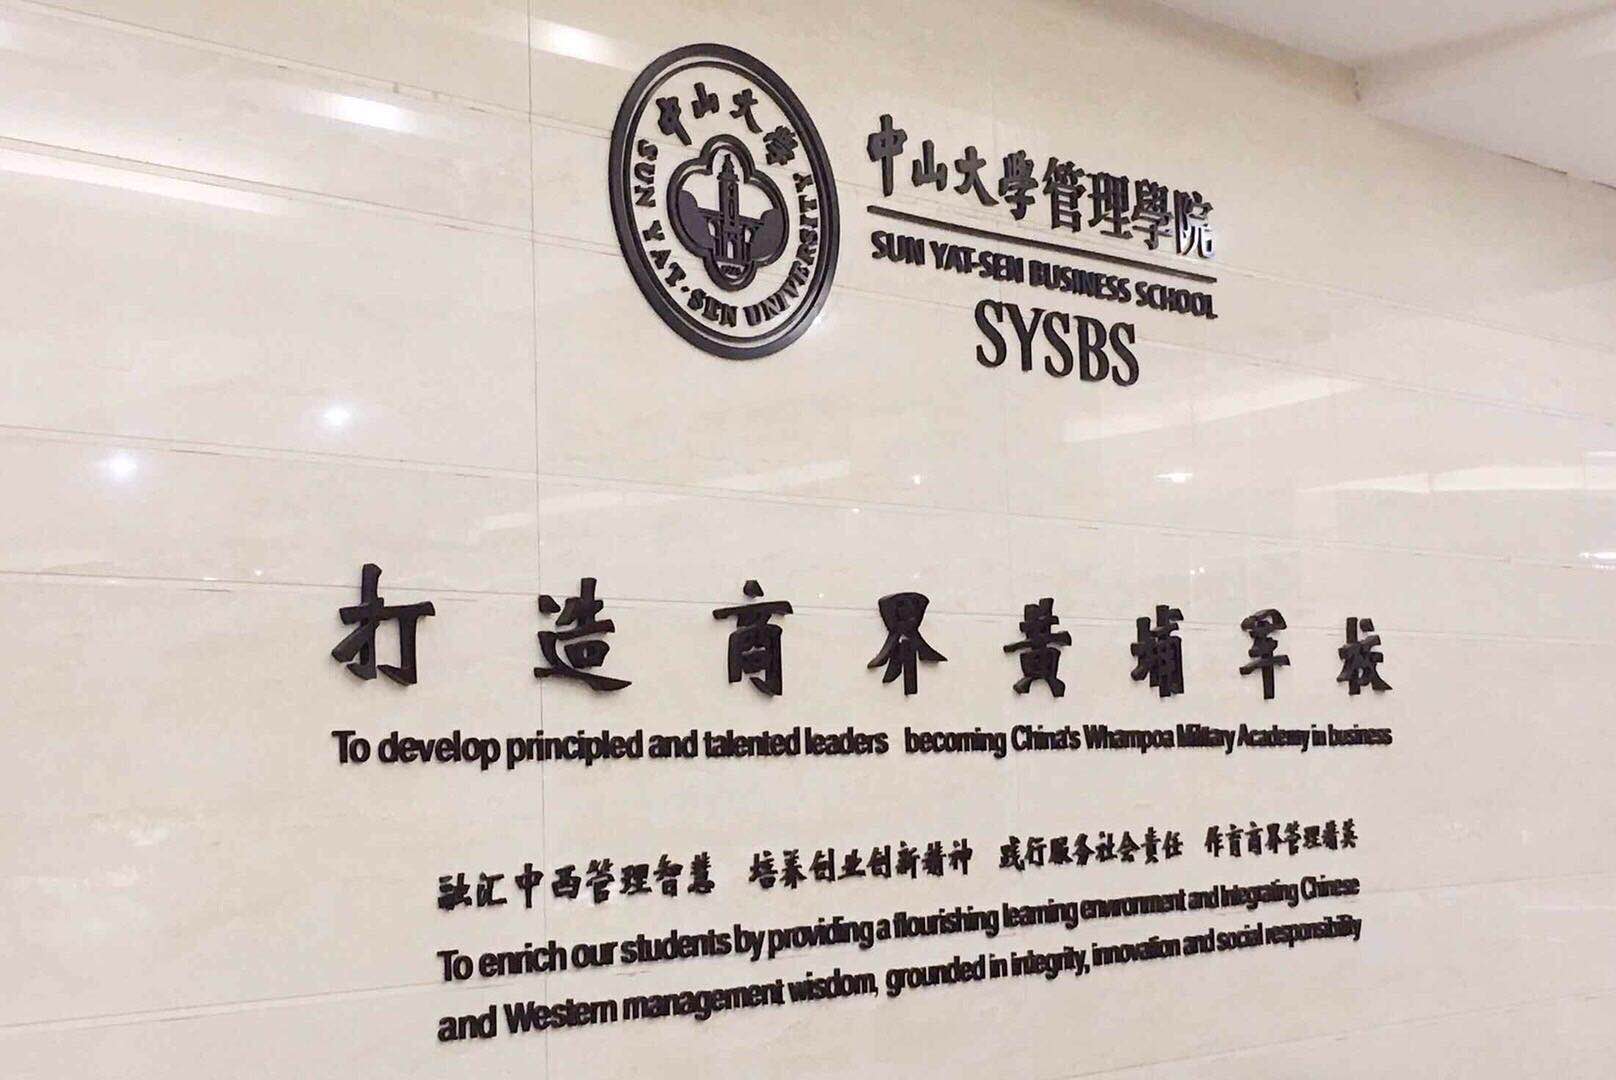 中山大學
SUN YAT-SEN UNIVERSITY
中山大學管理學院
SUN YAT-SEN BUSINESS SCHOOL
SYSBS
打造商界黄埔军校
To develop principled and talented leaders becoming China's Whampoa Military Academy in business
融汇中西管理智慧 培养创业创新精神 践行服务社会责任 作育商界管理精英
To enrich our students by providing a flourishing learning environment and integrating Chinese
and Western management wisdom, grounded in integrity, innovation and social responsibility